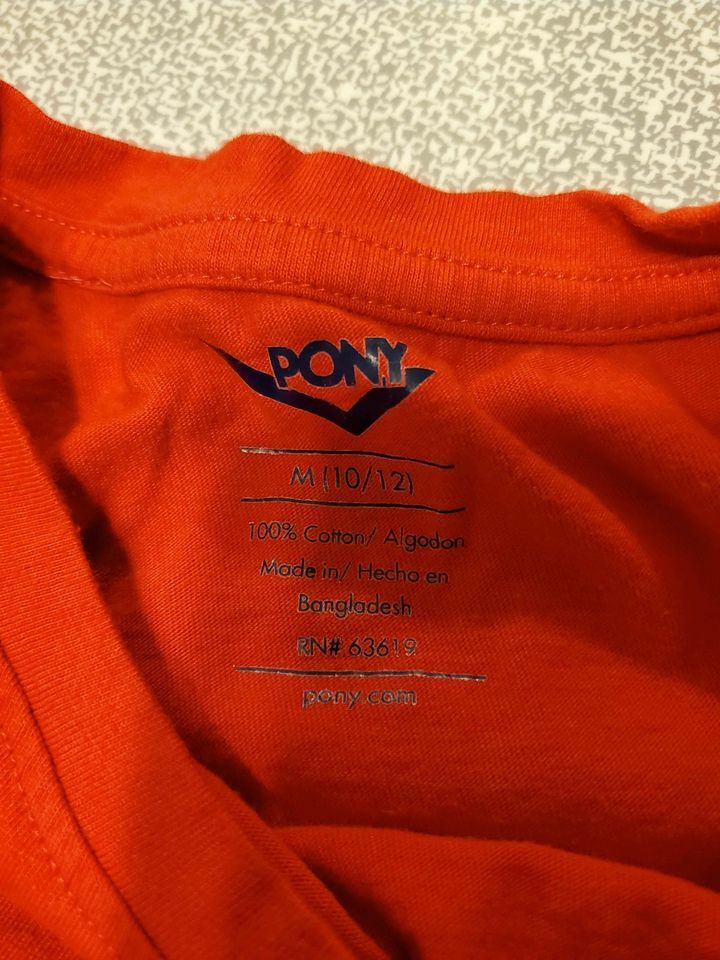 PONY
M (10/12)
100% Cotton/ Algodon
Made in/ Hecho en
Bangladesh
RN# 63619
pony.com